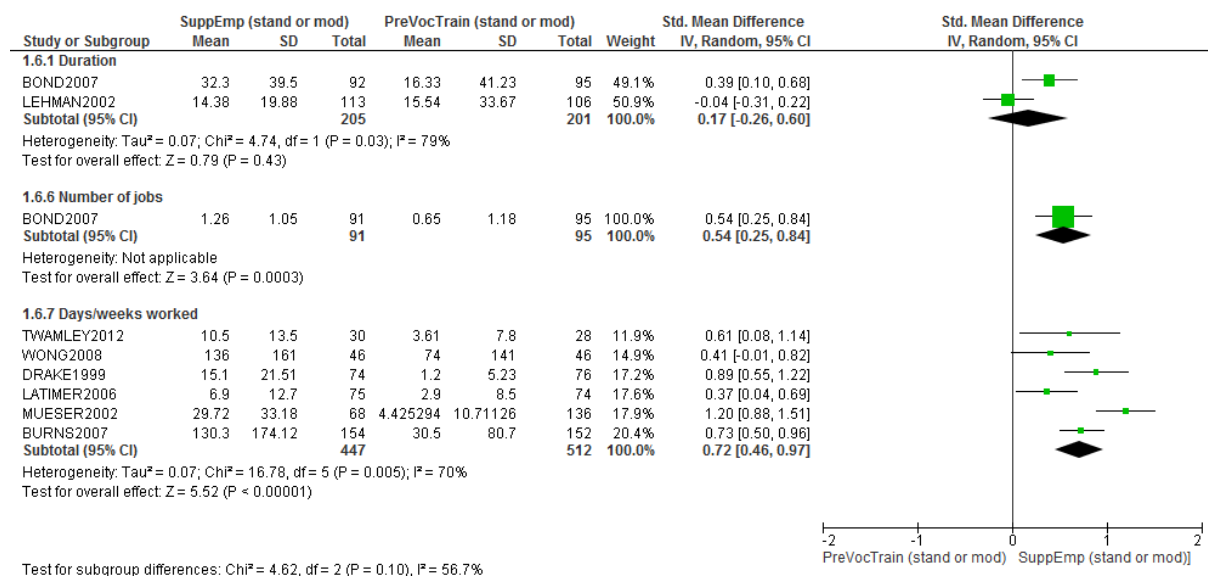 SuppEmp (stand or mod) PreVocTrain (stand or mod) Std. Mean Difference Std. Mean Difference
Study or Subgroup Mean SD Total Mean SD Total Weight IV, Random, 95% CI IV, Random, 95% CI
1.6.1 Duration
BOND2007 32.3 39.5 92 16.33 41.23 95 49.1% 0.39 [0.10, 0.68]
LEHMAN2002 14.38 19.88 113 15.54 33.67 106 50.9% -0.04 [-0.31, 0.22]
Subtotal (95% CI) 205 201 100.0% 0.17 [-0.26, 0.60]
Heterogeneity: Tau² = 0.07; Chi² = 4.74, df = 1 (P = 0.03); I² = 79%
Test for overall effect: Z = 0.79 (P = 0.43)
1.6.6 Number of jobs
BOND2007 1.26 1.05 91 0.65 1.18 95 100.0% 0.54 [0.25, 0.84]
Subtotal (95% CI) 91 95 100.0% 0.54 [0.25, 0.84]
Heterogeneity: Not applicable
Test for overall effect: Z = 3.64 (P = 0.0003)
1.6.7 Days/weeks worked
TWAMLEY2012 10.5 13.5 30 3.61 7.8 28 11.9% 0.61 [0.08, 1.14]
WONG2008 136 161 46 74 141 46 14.9% 0.41 [-0.01, 0.82]
DRAKE1999 15.1 21.51 74 1.2 5.23 76 17.2% 0.89 [0.55, 1.22]
LATIMER2006 6.9 12.7 75 2.9 8.5 74 17.6% 0.37 [0.04, 0.69]
MUESER2002 29.72 33.18 68 4.425294 10.71126 136 17.9% 1.20 [0.88, 1.51]
BURNS2007 130.3 174.12 154 30.5 80.7 152 20.4% 0.73 [0.50, 0.96]
Subtotal (95% CI) 447 512 100.0% 0.72 [0.46, 0.97]
Heterogeneity: Tau² = 0.07; Chi² = 16.78, df = 5 (P = 0.005); I² = 70%
Test for overall effect: Z = 5.52 (P < 0.00001)
-2 -1 0 1 2
PreVocTrain (stand or mod) SuppEmp (stand or mod)]
Test for subgroup differences: Chi² = 4.62, df = 2 (P = 0.10), I² = 56.7%